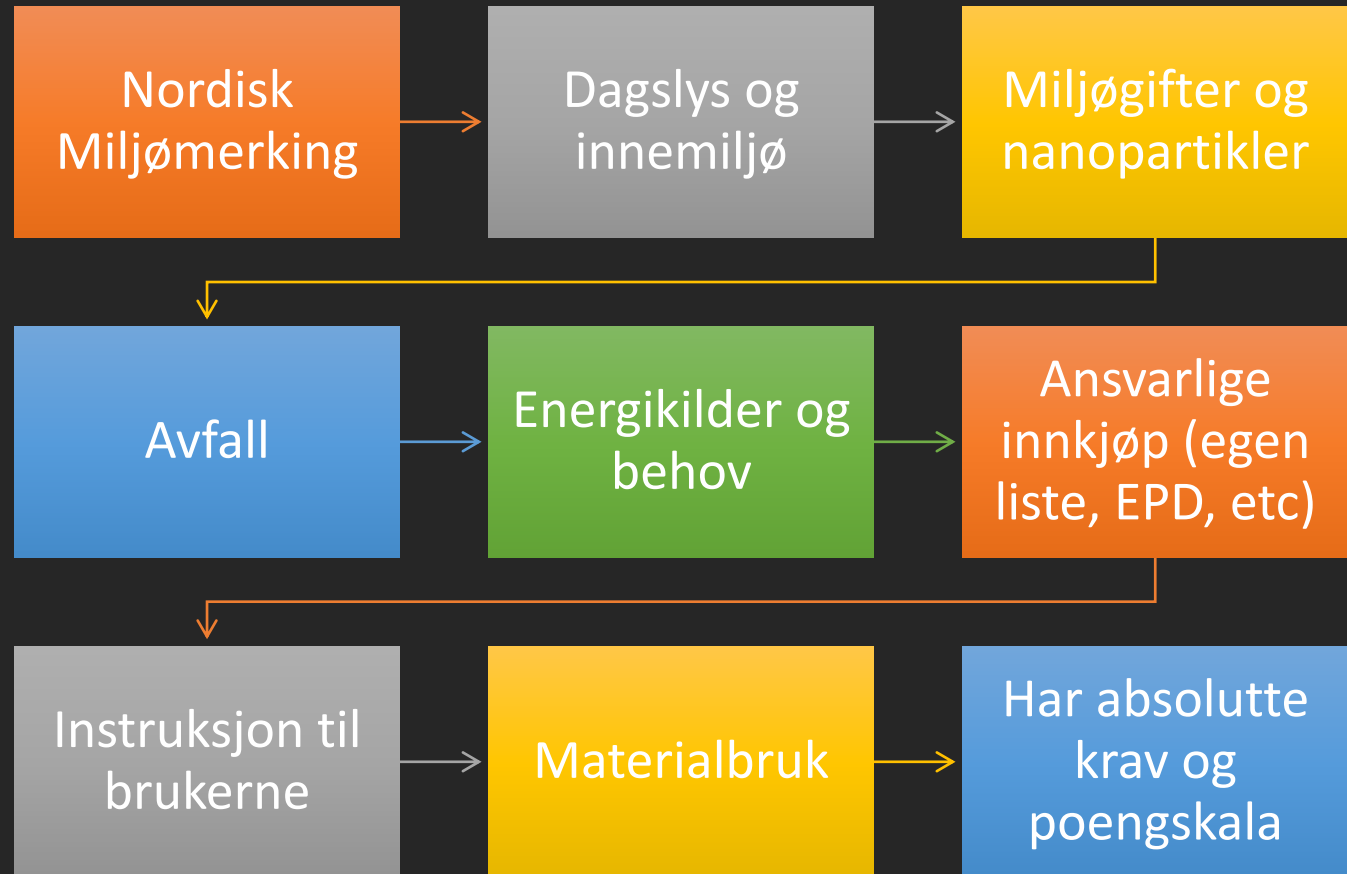 Nordisk
Miljømerking
Dagslys og
innemiljø
Miljøgifter og
nanopartikler
Avfall
Energikilder og
behov
Ansvarlige
innkjøp (egen
liste, EPD, etc)
Instruksjon til
brukerne
Materialbruk
Har absolutte
krav og
poengskala